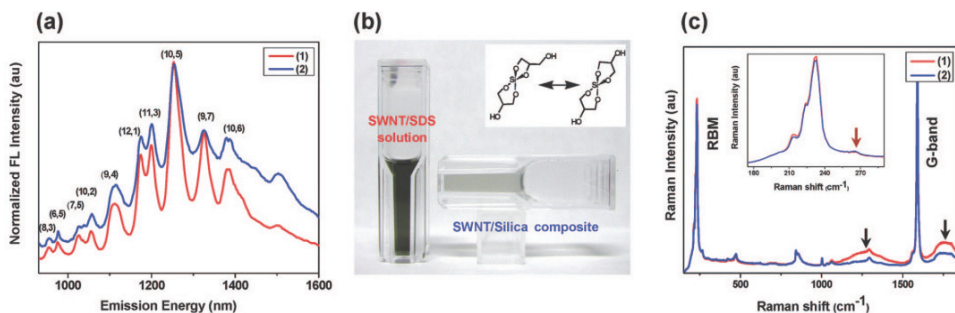 (a)
Normalized FL Intensity (au)
(8,3)
(6,5)
(7,5)
(10,2)
(9,4)
(12,1)
(11,3)
(10,5)
(9,7)
(10,6)
(1)
(2)
1000
1200
1400
1600
Emission Energy (nm)
(b)
SWNT/SDS
solution
SWNT/Silica composite
OH
HO
O
O
Si
O
O
OH
HO
O
O
Si
O
O
(c)
Raman Intensity (au)
RBM
G-band
(1)
(2)
500
1000
1500
Raman shift (cm-1)
Raman Intensity (au)
180
210
240
270
Raman shift (cm-1)